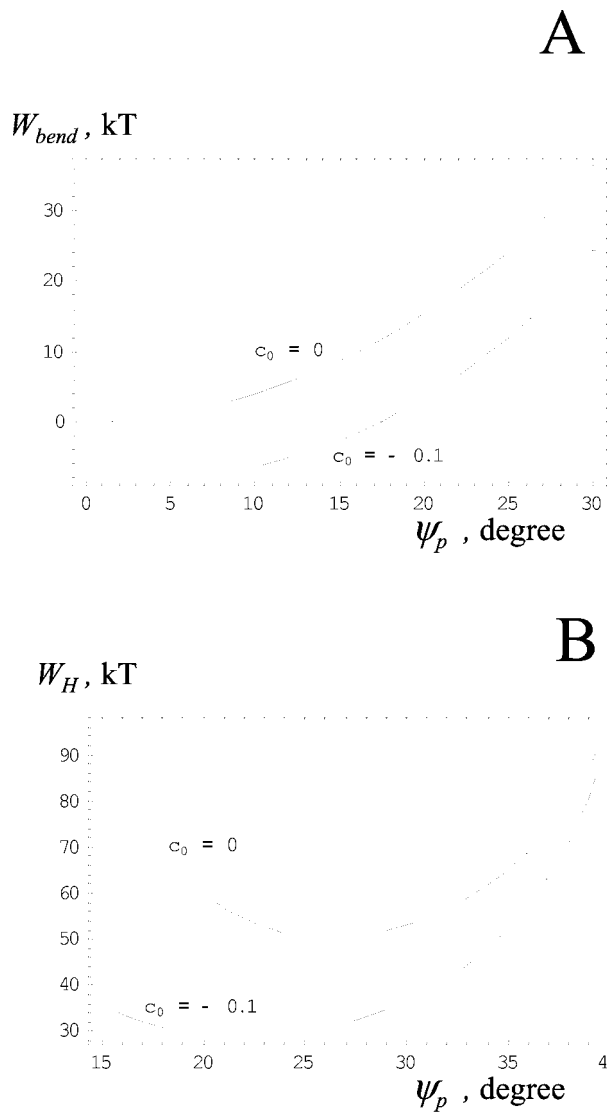 A
W_bend , kT
30
20
10
0
c₀ = 0
c₀ = - 0.1
0 5 10 15 20 25 30
ψ_p , degree
B
W_H , kT
90
80
70
60
50
40
30
c₀ = 0
c₀ = - 0.1
15 20 25 30 35 4
ψ_p , degree